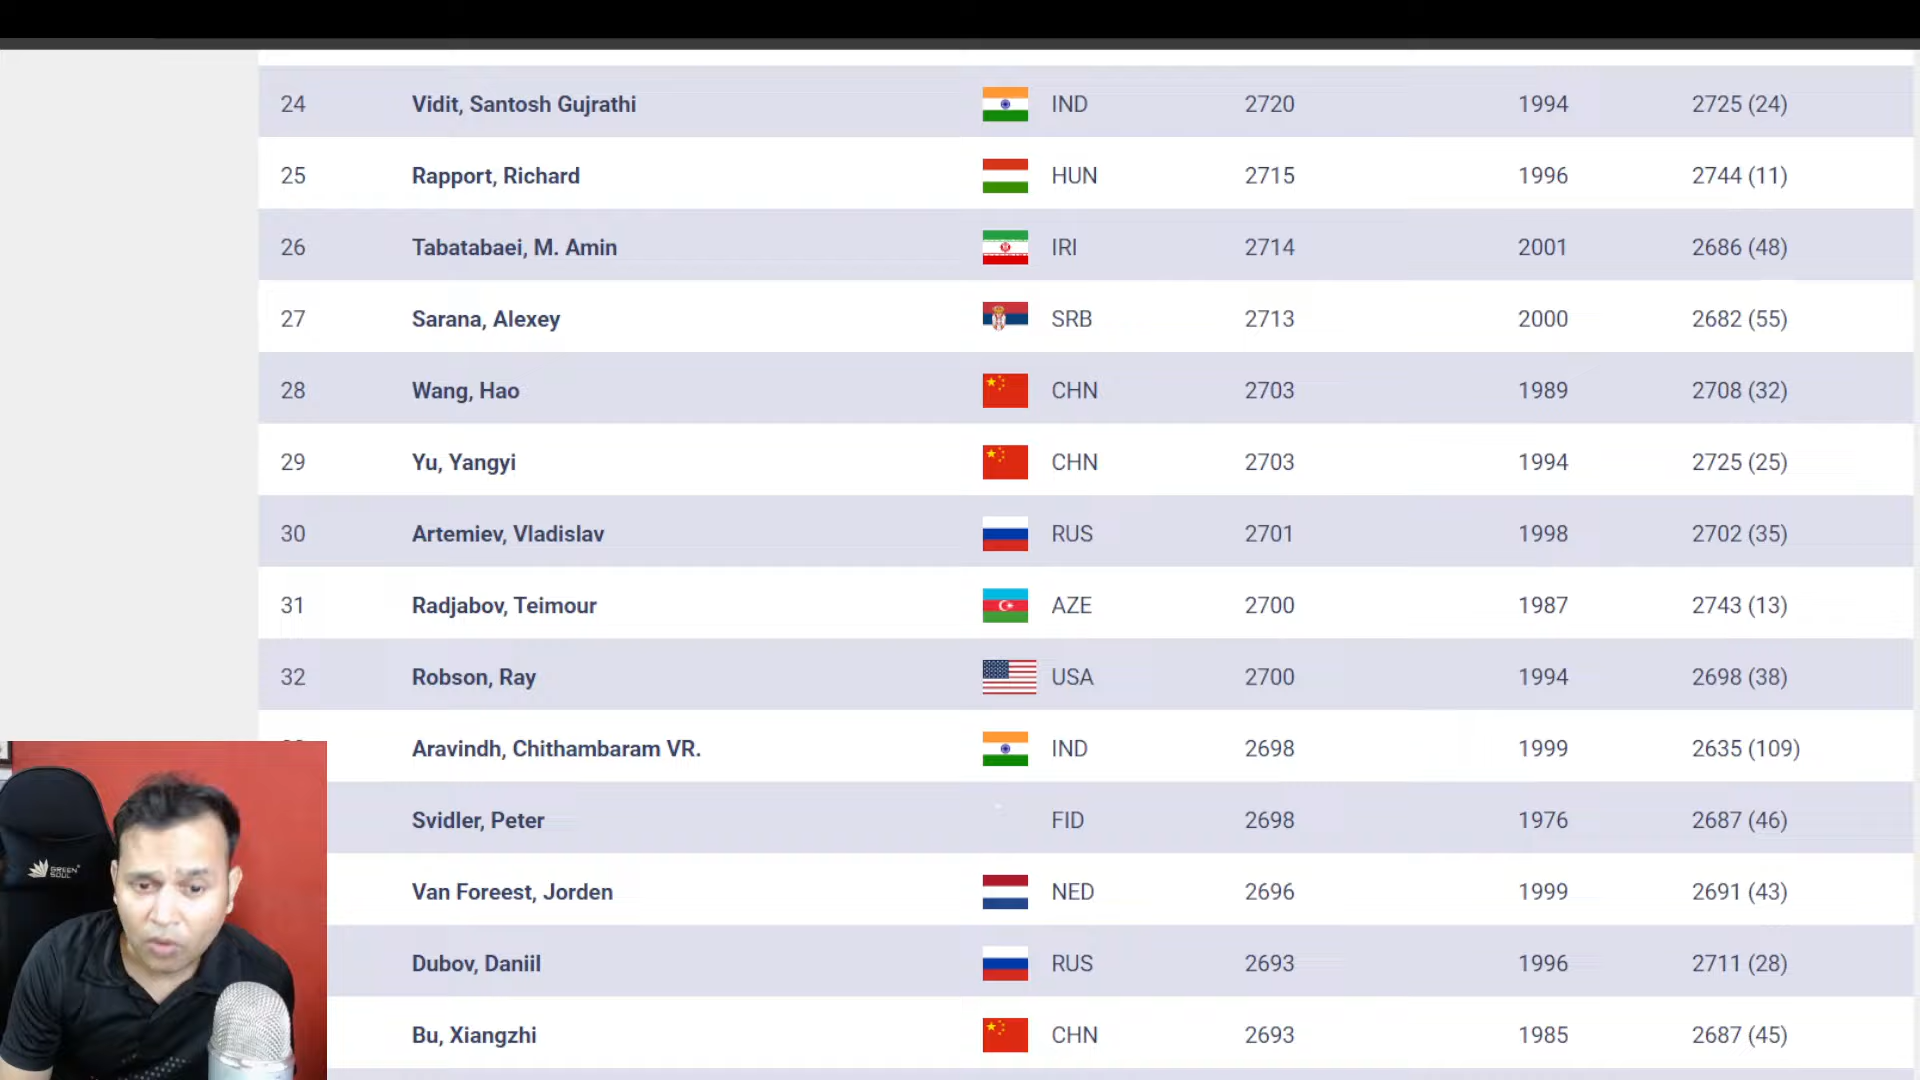 24 Vidit, Santosh Gujrathi IND 2720 1994 2725 (24)
25 Rapport, Richard HUN 2715 1996 2744 (11)
26 Tabatabaei, M. Amin IRI 2714 2001 2686 (48)
27 Sarana, Alexey SRB 2713 2000 2682 (55)
28 Wang, Hao CHN 2703 1989 2708 (32)
29 Yu, Yangyi CHN 2703 1994 2725 (25)
30 Artemiev, Vladislav RUS 2701 1998 2702 (35)
31 Radjabov, Teimour AZE 2700 1987 2743 (13)
32 Robson, Ray USA 2700 1994 2698 (38)
Aravindh, Chithambaram VR. IND 2698 1999 2635 (109)
Svidler, Peter FID 2698 1976 2687 (46)
Van Foreest, Jorden NED 2696 1999 2691 (43)
Dubov, Daniil RUS 2693 1996 2711 (28)
Bu, Xiangzhi CHN 2693 1985 2687 (45)
GREEN
SOUL